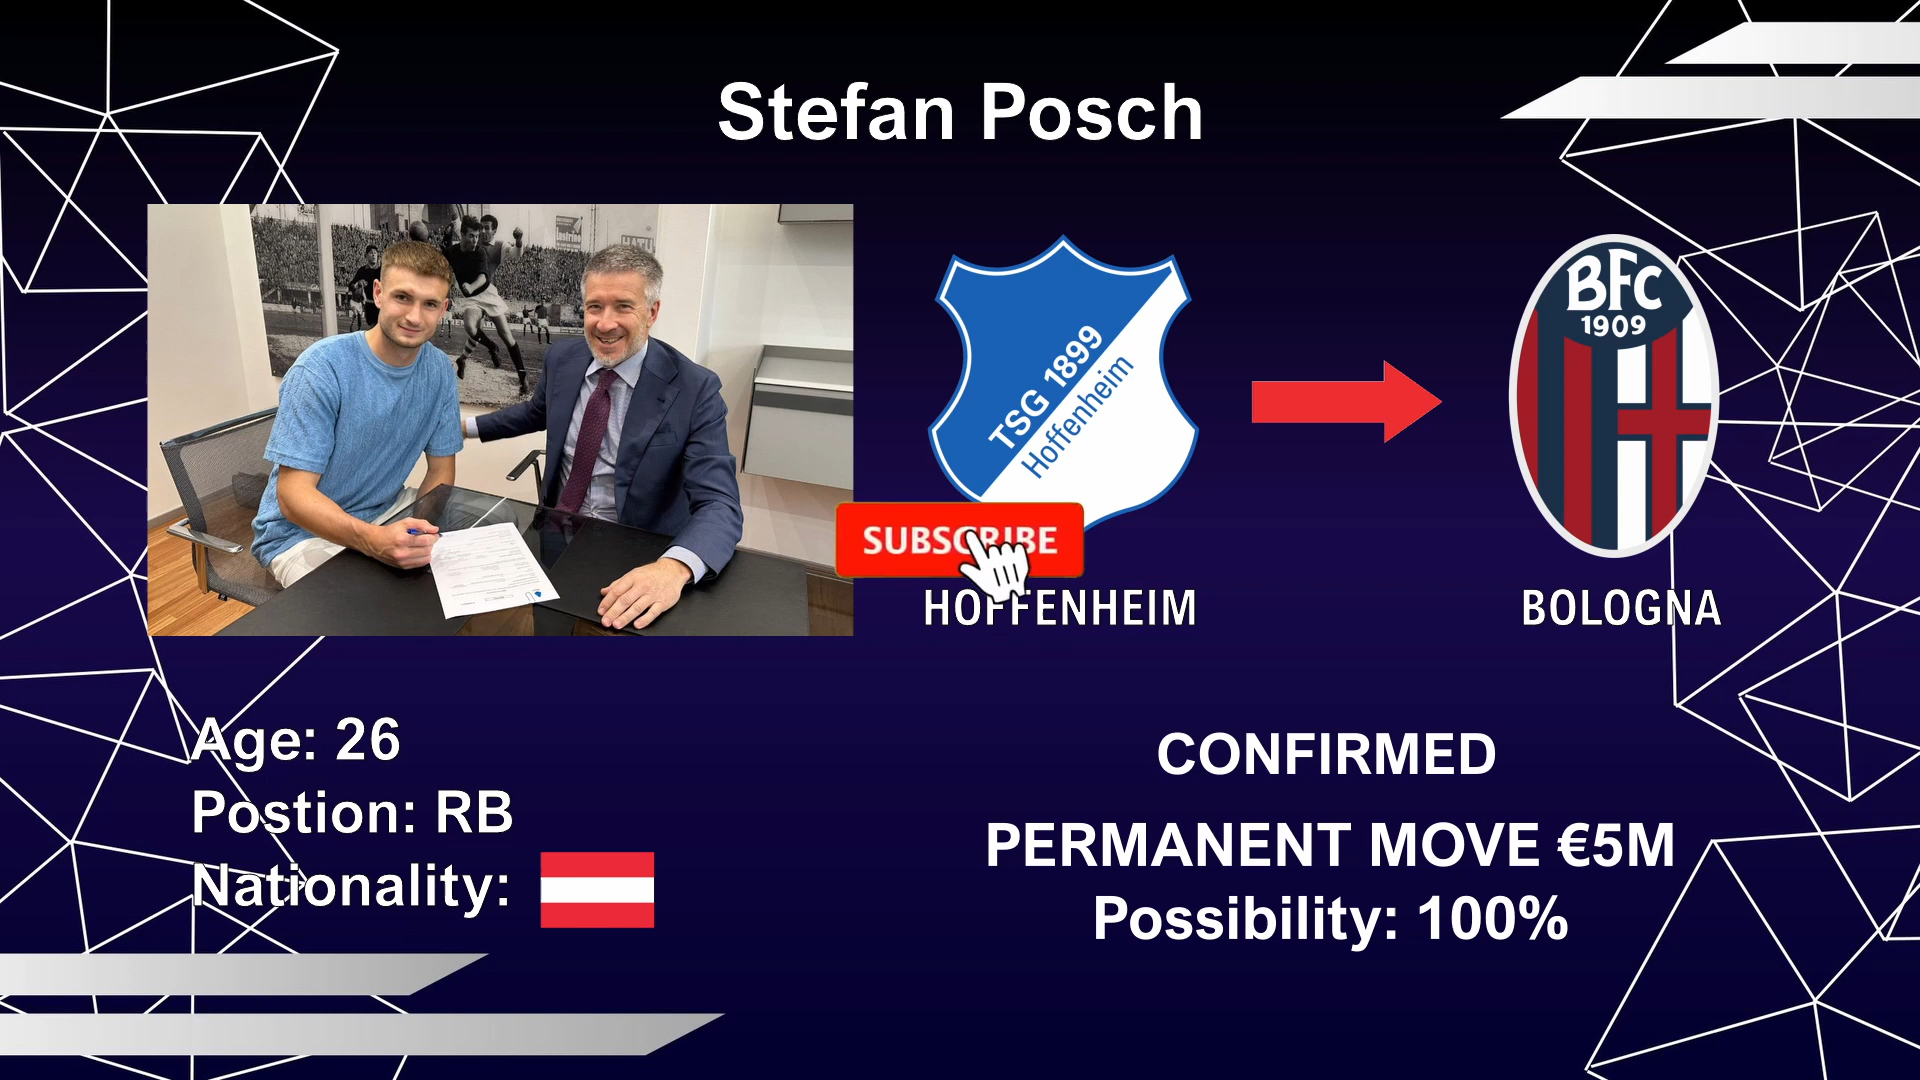 Stefan Posch
TSG 1899
Hoffenheim
BFC
1909
SUBSCRIBE
HOFFENHEIM
BOLOGNA
Age: 26
Postion: RB
Nationality:
CONFIRMED
PERMANENT MOVE €5M
Possibility: 100%